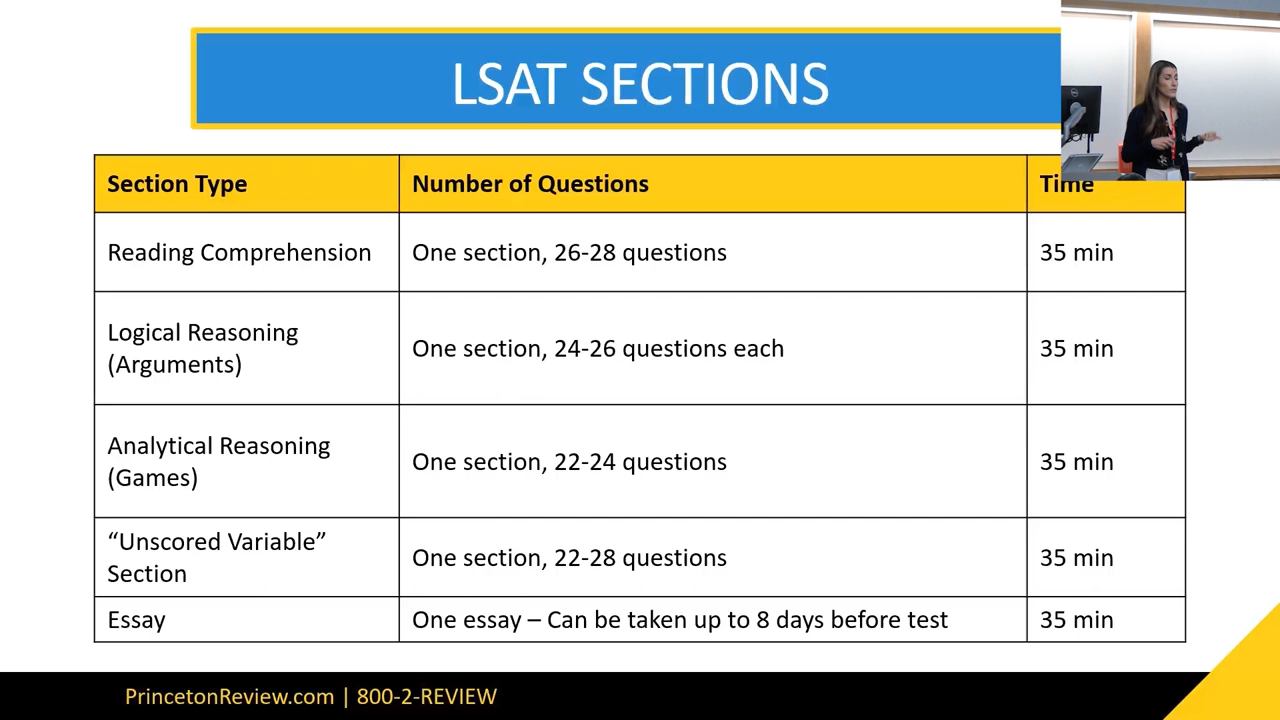 LSAT SECTIONS
Section Type Number of Questions Time
Reading Comprehension One section, 26-28 questions 35 min
Logical Reasoning
(Arguments) One section, 24-26 questions each 35 min
Analytical Reasoning
(Games) One section, 22-24 questions 35 min
“Unscored Variable”
Section One section, 22-28 questions 35 min
Essay One essay – Can be taken up to 8 days before test 35 min
PrincetonReview.com | 800-2-REVIEW